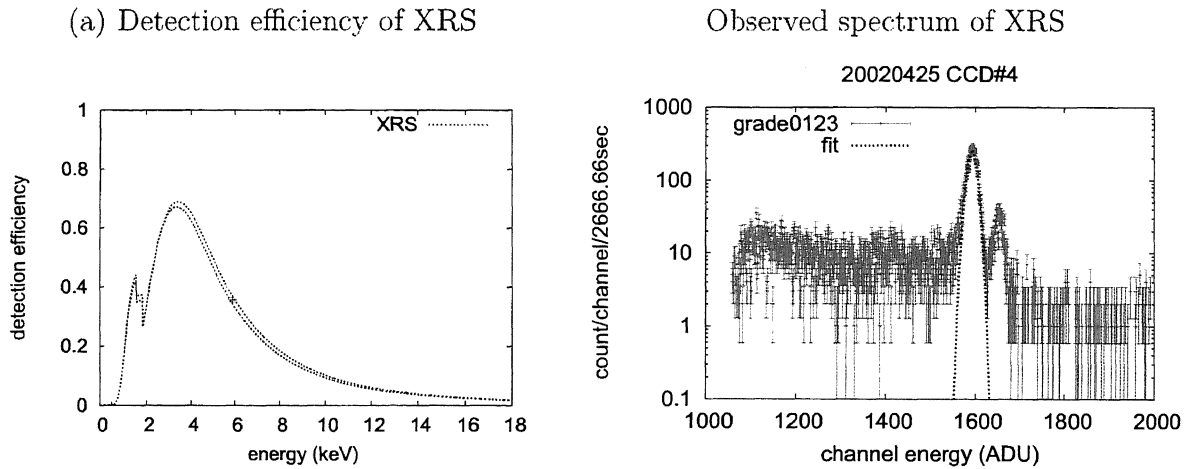 (a) Detection efficiency of XRS
1
0.8
0.6
0.4
0.2
0
detection efficiency
XRS
0 2 4 6 8 10 12 14 16 18
energy (keV)
Observed spectrum of XRS
20020425 CCD#4
1000
100
10
1
0.1
count/channel/2666.66sec
grade0123
fit
1000 1200 1400 1600 1800 2000
channel energy (ADU)